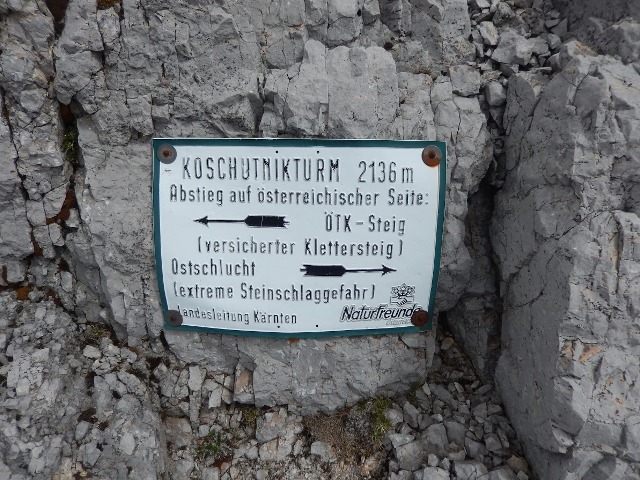 KOSCHUTNIKTURM 2136 m
Abstieg auf österreichischer Seite:
ÖTK-Steig
(versicherter Klettersteig)
Ostschlucht
(extreme Steinschlaggefahr)
Landesleitung Kärnten
Naturfreunde